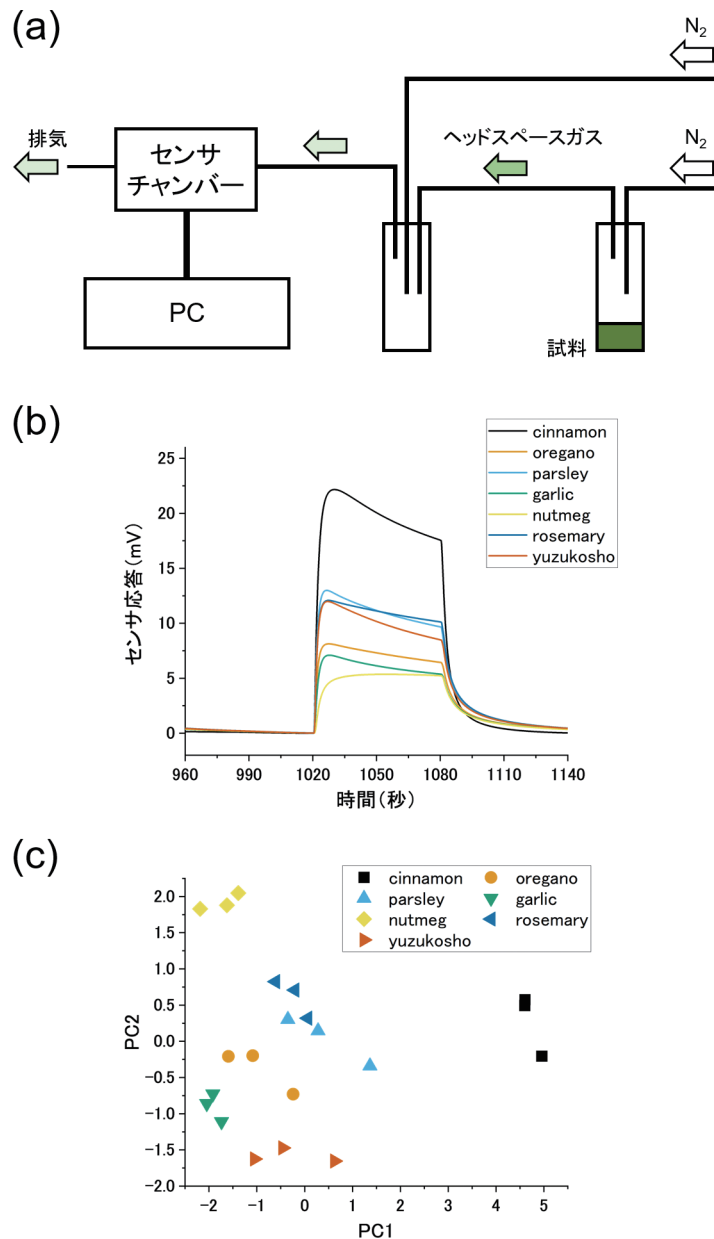 (a)
N2
排気
センサ
チャンバー
ヘッドスペースガス
N2
PC
試料
(b)
cinnamon
oregano
parsley
garlic
nutmeg
rosemary
yuzukosho
25
20
15
10
5
0
センサ応答(mV)
960 990 1020 1050 1080 1110 1140
時間(秒)
(c)
cinnamon oregano
parsley garlic
nutmeg rosemary
yuzukosho
2.0
1.5
1.0
0.5
0.0
−0.5
−1.0
−1.5
−2.0
PC2
−2 −1 0 1 2 3 4 5
PC1